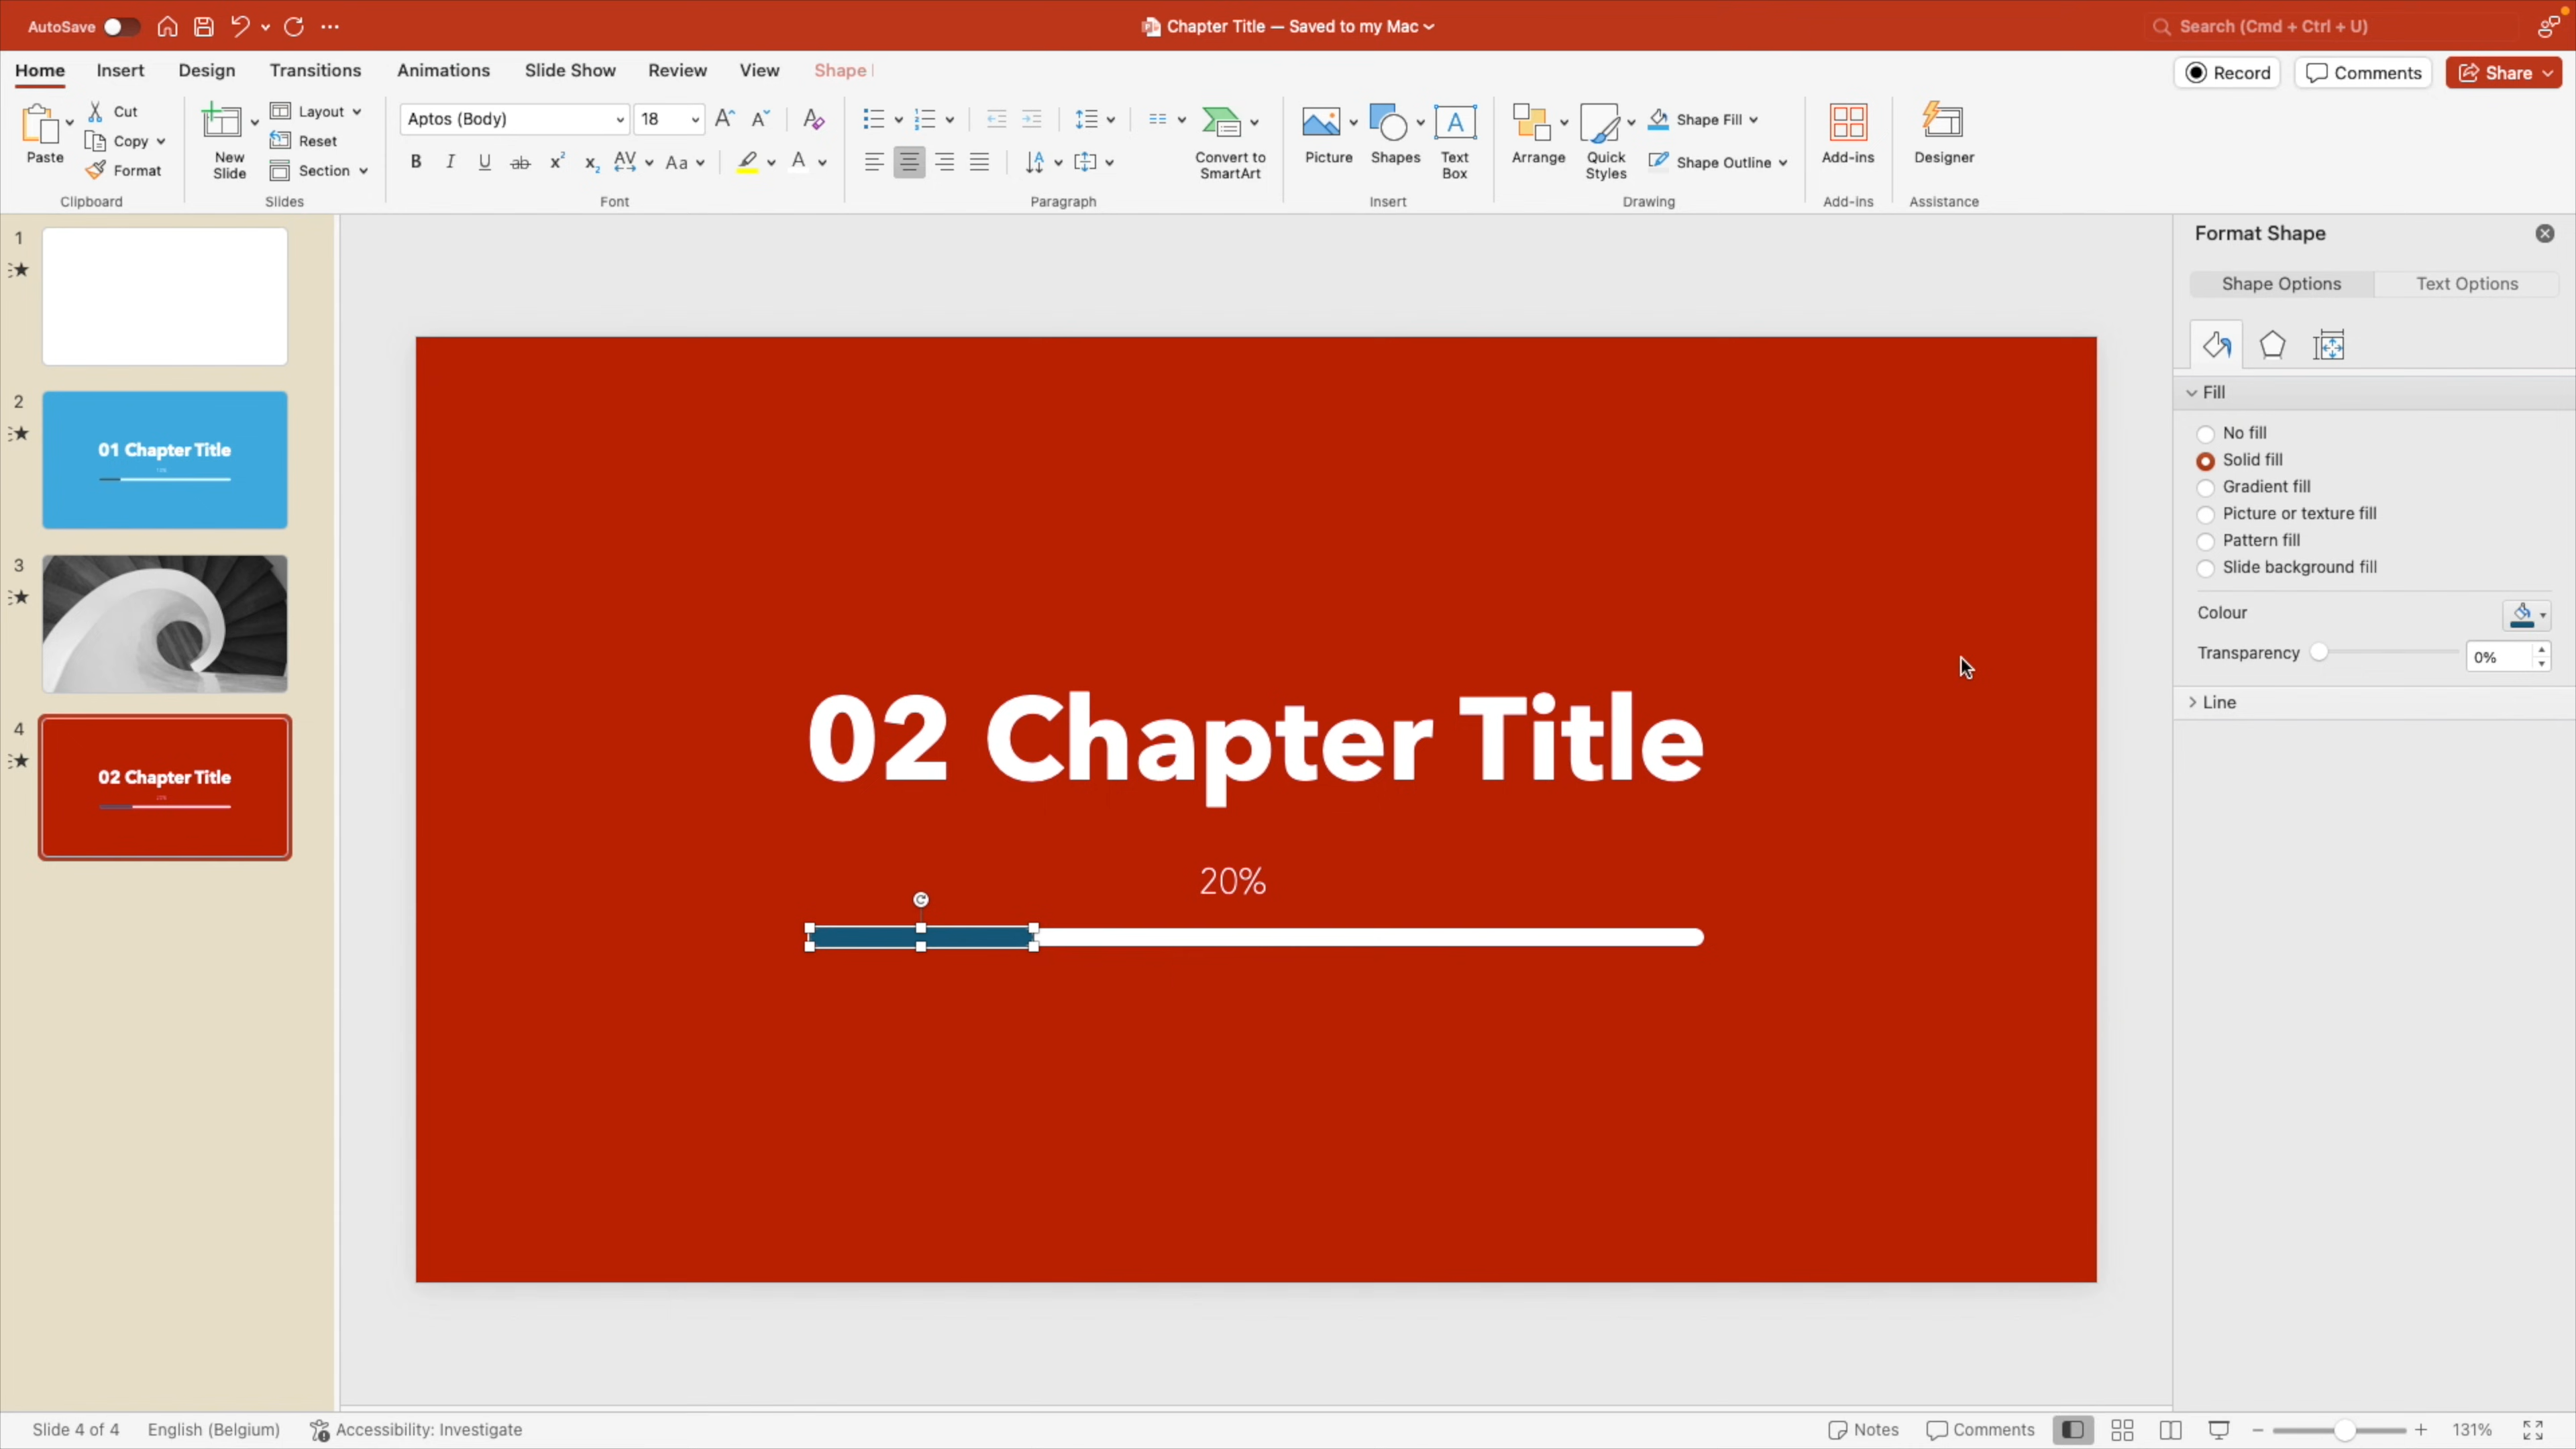 AutoSave
Chapter Title — Saved to my Mac
Search (Cmd + Ctrl + U)
Home Insert Design Transitions Animations Slide Show Review View Shape
Record Comments Share
Paste
Cut
Copy
Format
Clipboard
New
Slide
Layout
Reset
Section
Slides
Aptos (Body) 18
Font
Paragraph
Convert to
SmartArt
Picture
Shapes
Text
Box
Insert
Arrange
Quick
Styles
Shape Fill
Shape Outline
Drawing
Add-ins
Add-ins
Designer
Assistance
1
2
01 Chapter Title
3
4
02 Chapter Title
02 Chapter Title
20%
Format Shape
Shape Options Text Options
Fill
No fill
Solid fill
Gradient fill
Picture or texture fill
Pattern fill
Slide background fill
Colour
Transparency 0%
Line
Slide 4 of 4 English (Belgium) Accessibility: Investigate
Notes Comments 131%